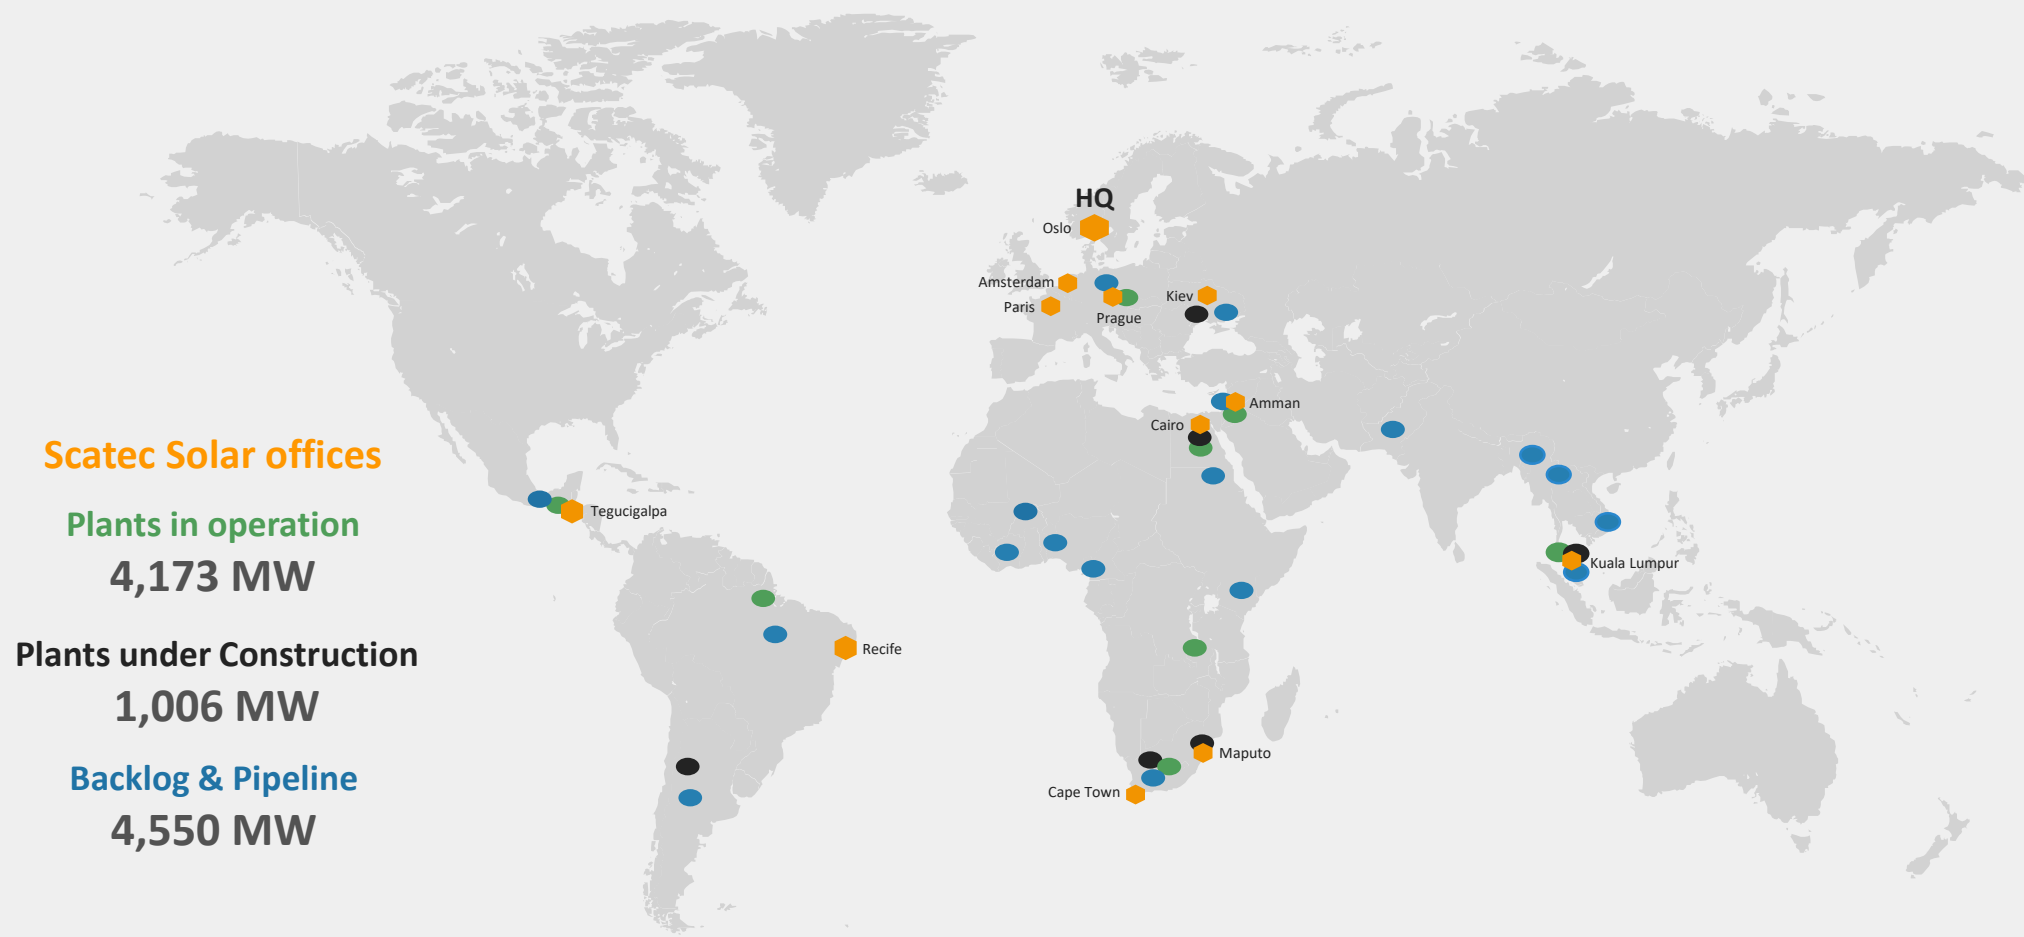 Scatec Solar offices
Plants in operation
4,173 MW
Plants under Construction
1,006 MW
Backlog & Pipeline
4,550 MW
HQ
Oslo
Amsterdam
Paris
Prague
Kiev
Amman
Cairo
Tegucigalpa
Kuala Lumpur
Recife
Maputo
Cape Town